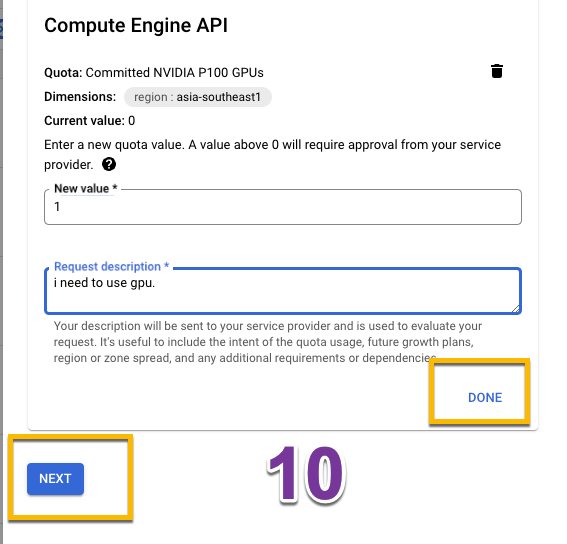 Compute Engine API
Quota: Committed NVIDIA P100 GPUs
Dimensions: region : asia-southeast1
Current value: 0
Enter a new quota value. A value above 0 will require approval from your service
provider.
New value *
1
Request description *
i need to use gpu.
Your description will be sent to your service provider and is used to evaluate your
request. It's useful to include the intent of the quota usage, future growth plans,
region or zone spread, and any additional requirements or dependencies.
DONE
NEXT
10